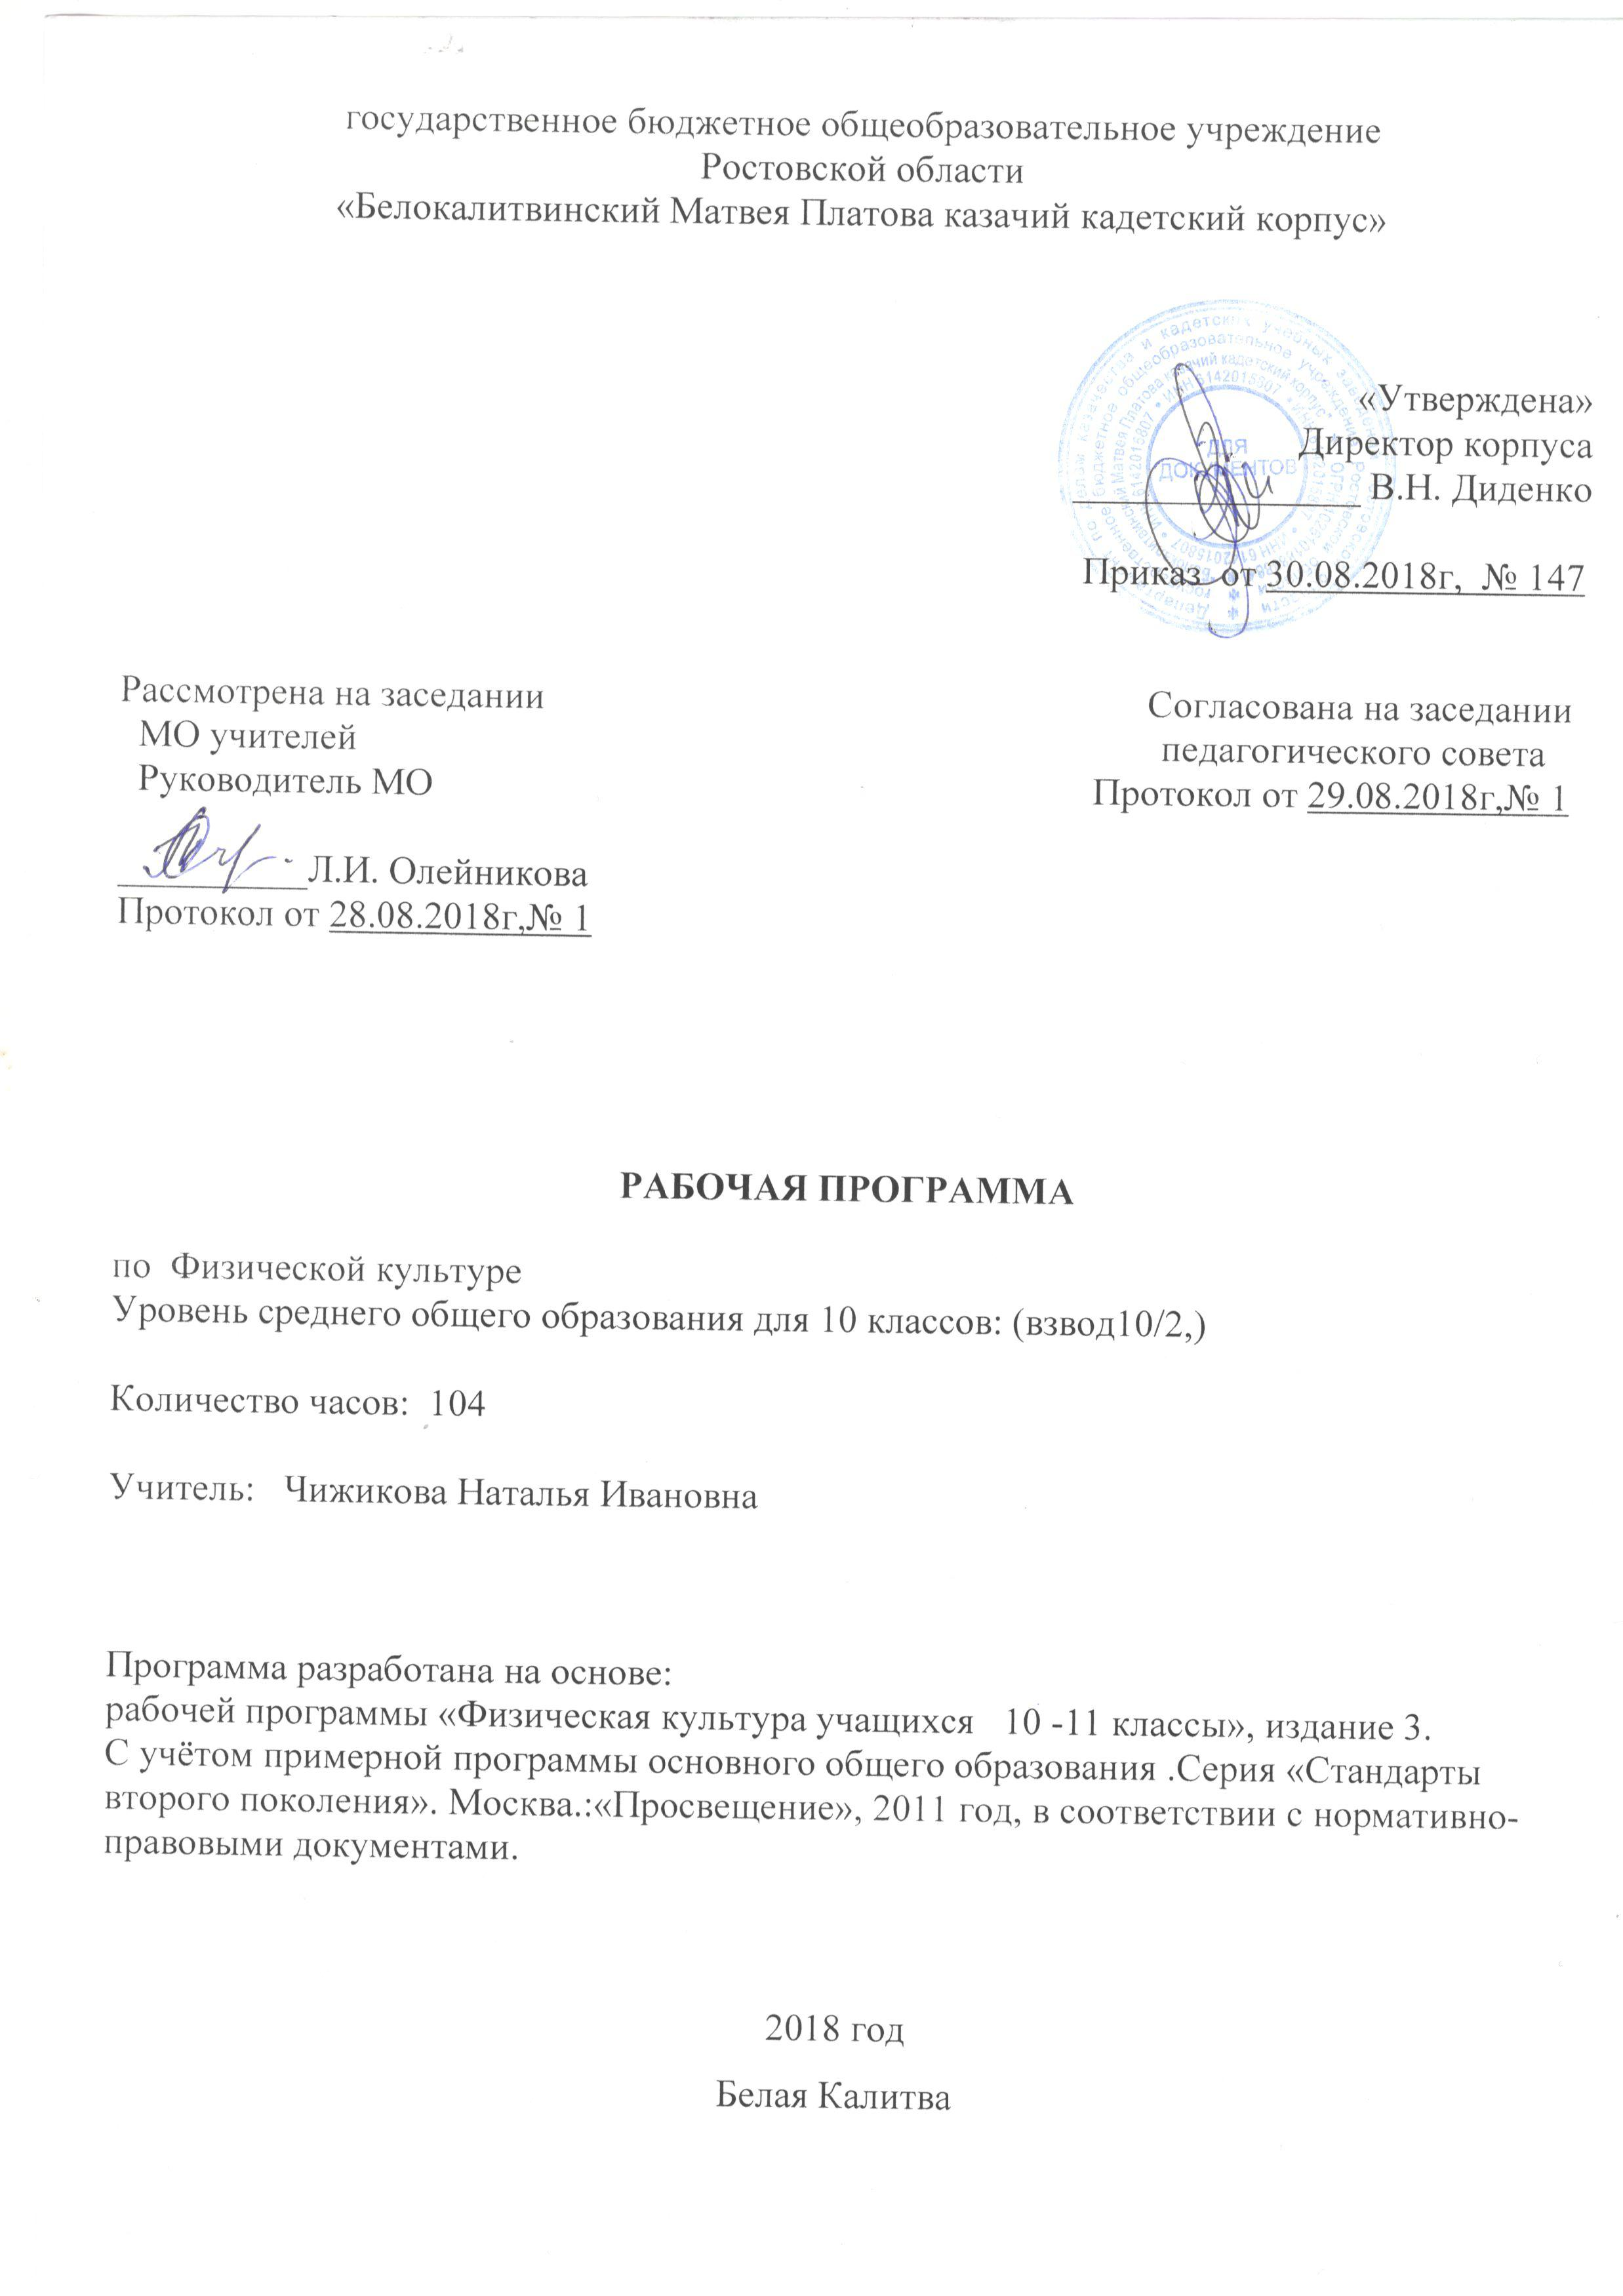 государственное бюджетное общеобразовательное учреждение
Ростовской области
«Белокалитвинский Матвея Платова казачий кадетский корпус»
«Утверждена»
Директор корпуса
В.Н. Диденко
Приказ от 30.08.2018г, № 147
ДЛЯ
ДОКУМЕНТОВ
Рассмотрена на заседании
МО учителей
Руководитель МО
Л.И. Олейникова
Протокол от 28.08.2018г,№ 1
Согласована на заседании
педагогического совета
Протокол от 29.08.2018г,№ 1
РАБОЧАЯ ПРОГРАММА
по Физической культуре
Уровень среднего общего образования для 10 классов: (взвод10/2,)
Количество часов: 104
Учитель: Чижикова Наталья Ивановна
Программа разработана на основе:
рабочей программы «Физическая культура учащихся 10 -11 классы», издание 3.
С учётом примерной программы основного общего образования .Серия «Стандарты
второго поколения». Москва.:«Просвещение», 2011 год, в соответствии с нормативно-
правовыми документами.
2018 год
Белая Калитва